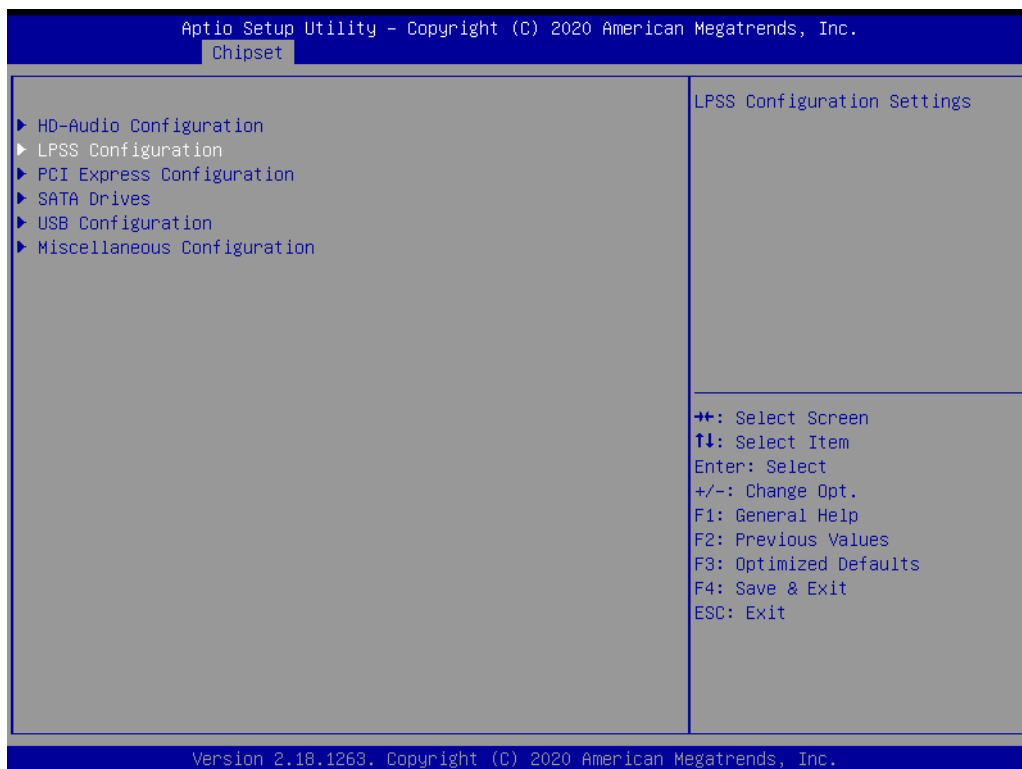 Aptio Setup Utility – Copyright (C) 2020 American Megatrends, Inc.
Chipset
HD-Audio Configuration
LPSS Configuration
PCI Express Configuration
SATA Drives
USB Configuration
Miscellaneous Configuration
LPSS Configuration Settings
→←: Select Screen
↑↓: Select Item
Enter: Select
+/-: Change Opt.
F1: General Help
F2: Previous Values
F3: Optimized Defaults
F4: Save & Exit
ESC: Exit
Version 2.18.1263. Copyright (C) 2020 American Megatrends, Inc.